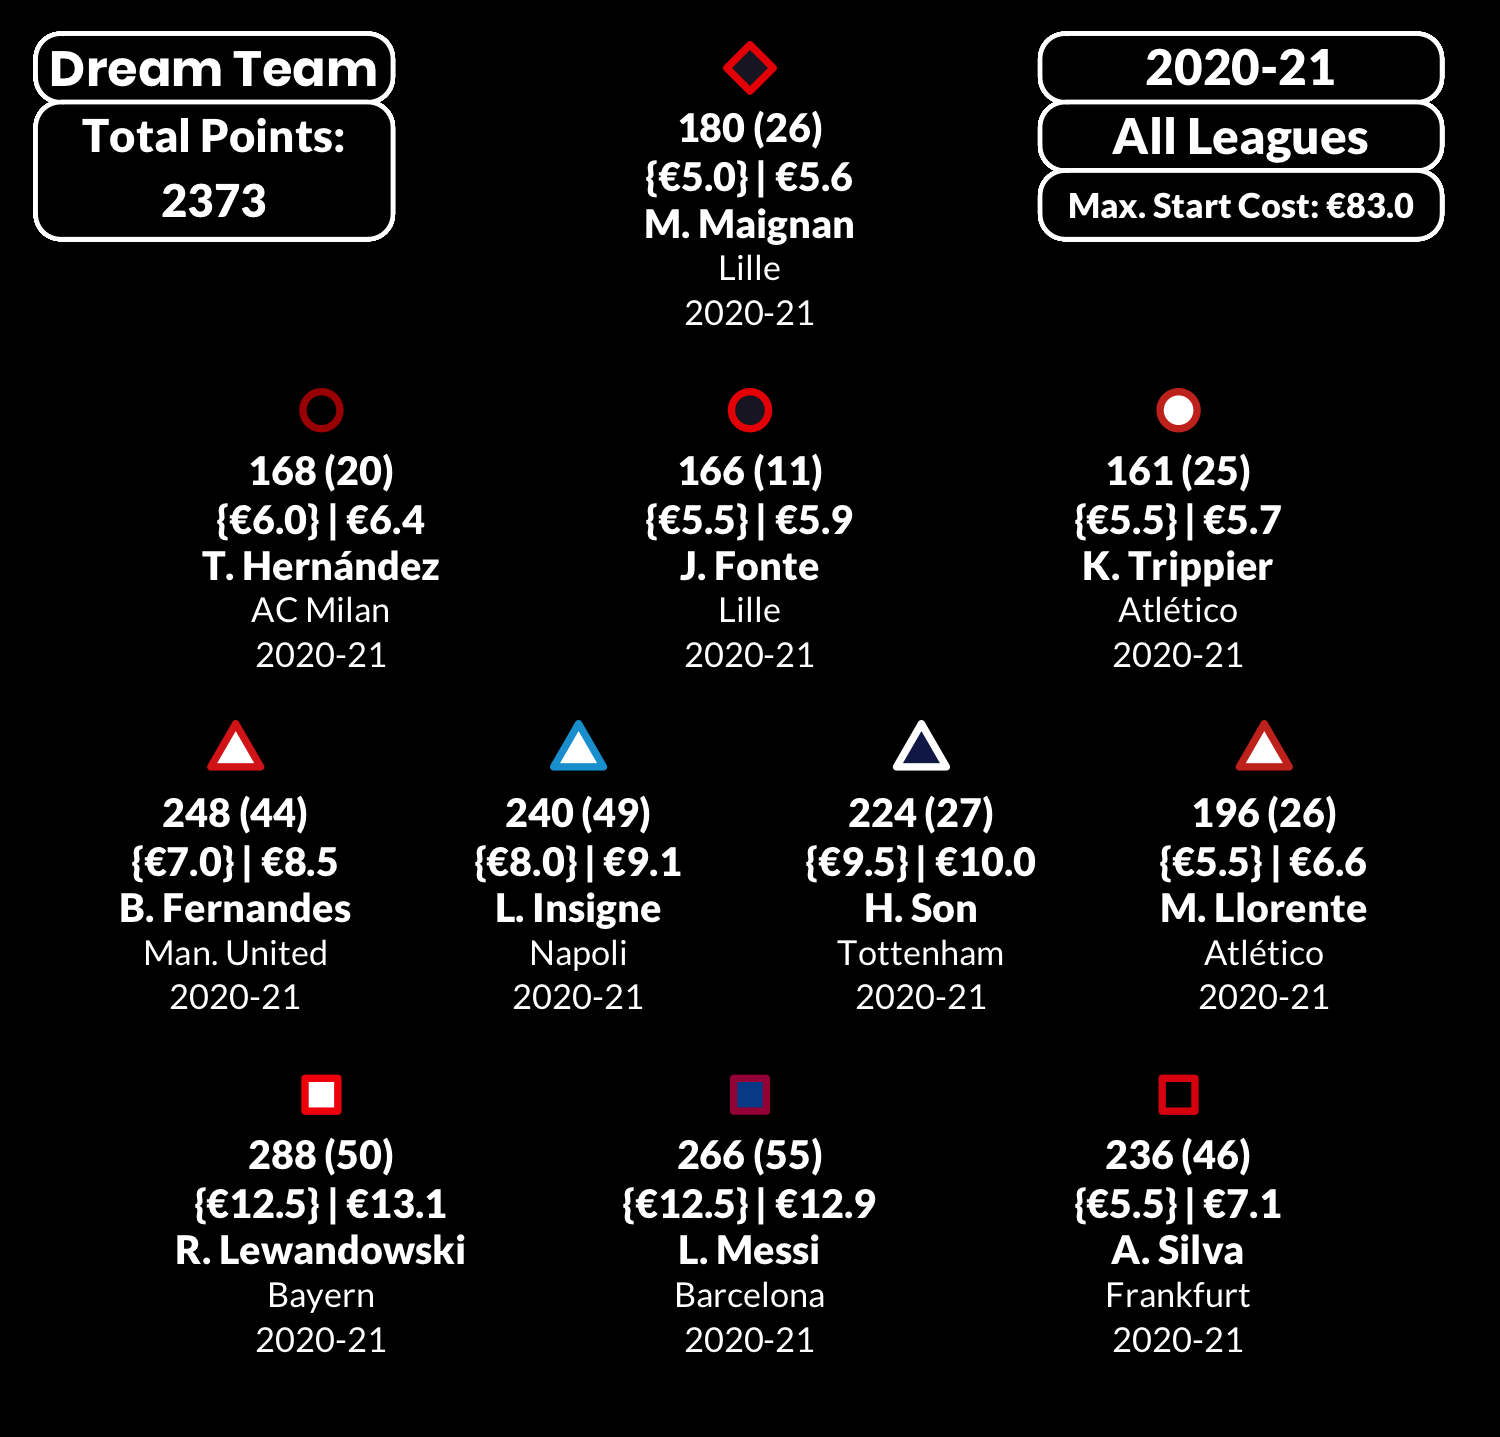 Dream Team
Total Points:
2373
2020-21
All Leagues
Max. Start Cost: €83.0
180 (26)
{€5.0} | €5.6
M. Maignan
Lille
2020-21
168 (20)
{€6.0} | €6.4
T. Hernández
AC Milan
2020-21
166 (11)
{€5.5} | €5.9
J. Fonte
Lille
2020-21
161 (25)
{€5.5} | €5.7
K. Trippier
Atlético
2020-21
248 (44)
{€7.0} | €8.5
B. Fernandes
Man. United
2020-21
240 (49)
{€8.0} | €9.1
L. Insigne
Napoli
2020-21
224 (27)
{€9.5} | €10.0
H. Son
Tottenham
2020-21
196 (26)
{€5.5} | €6.6
M. Llorente
Atlético
2020-21
288 (50)
{€12.5} | €13.1
R. Lewandowski
Bayern
2020-21
266 (55)
{€12.5} | €12.9
L. Messi
Barcelona
2020-21
236 (46)
{€5.5} | €7.1
A. Silva
Frankfurt
2020-21